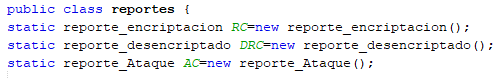 public class reportes {
static reporte_encriptacion RC=new reporte_encriptacion();
static reporte_desencriptado DRC=new reporte_desencriptado();
static reporte_Ataque AC=new reporte_Ataque();